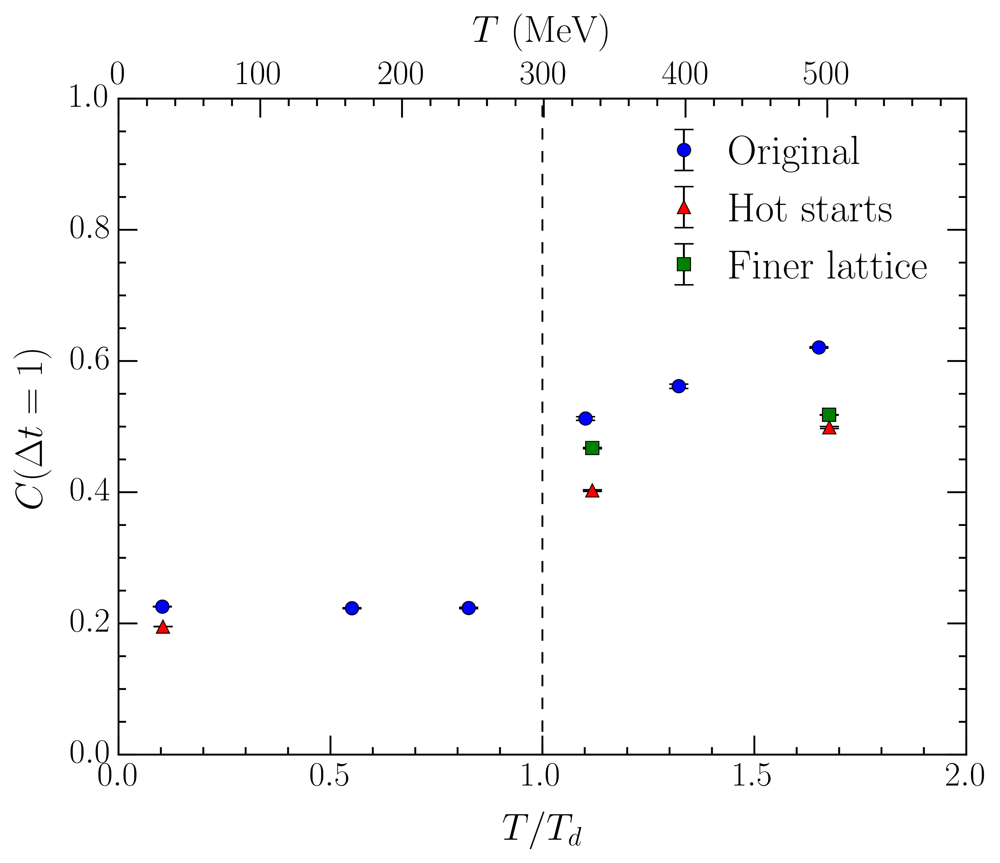 T (MeV)
0 100 200 300 400 500
1.0
Original
Hot starts
0.8
Finer lattice
0.6
C(Δt = 1)
0.4
0.2
0.0
0.0 0.5 1.0 1.5 2.0
T/T_d